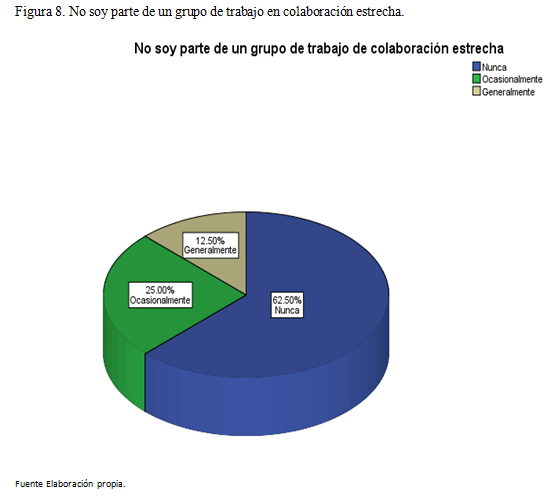 Figura 8. No soy parte de un grupo de trabajo en colaboración estrecha.
No soy parte de un grupo de trabajo de colaboración estrecha
Nunca
Ocasionalmente
Generalmente
12.50%
Generalmente
25.00%
Ocasionalmente
62.50%
Nunca
Fuente Elaboración propia.